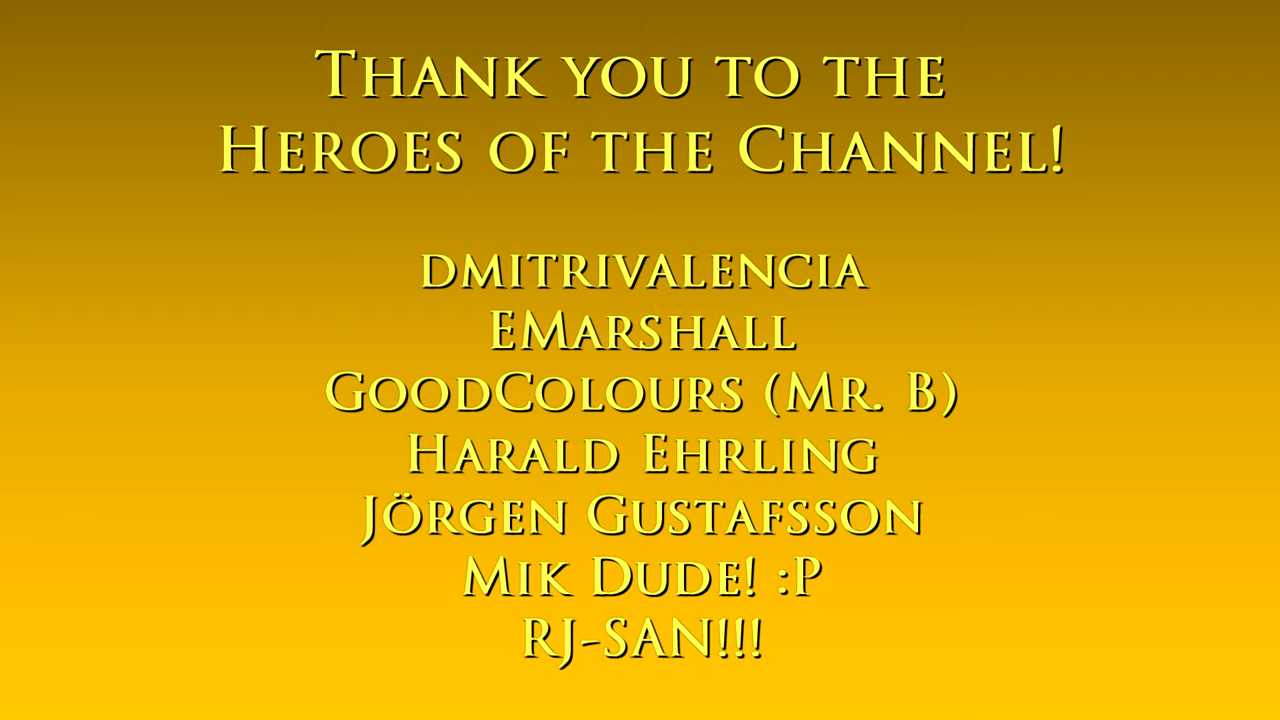 Thank you to the
Heroes of the Channel!
dmitrivalencia
EMarshall
GoodColours (Mr. B)
Harald Ehrling
Jörgen Gustafsson
Mik Dude! :P
RJ-SAN!!!